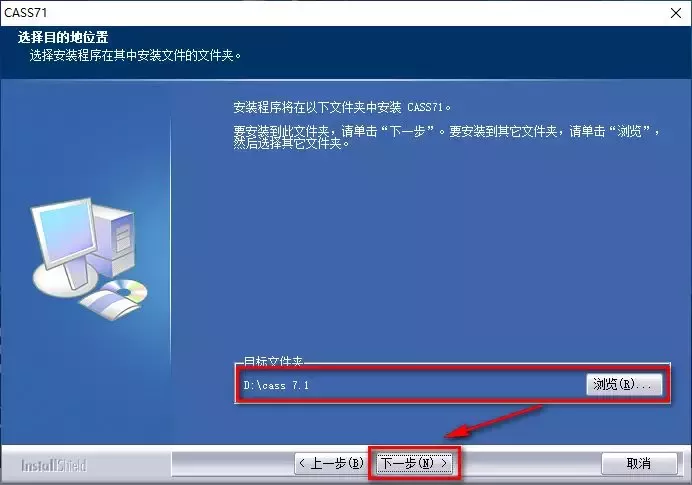 CASS71
选择目的地位置
选择安装程序在其中安装文件的文件夹。
安装程序将在以下文件夹中安装 CASS71。
要安装到此文件夹，请单击“下一步”。要安装到其它文件夹，请单击“浏览”，
然后选择其它文件夹。
目标文件夹
D:\cass 7.1
浏览(R)...
InstallShield
< 上一步(B)
下一步(N) >
取消